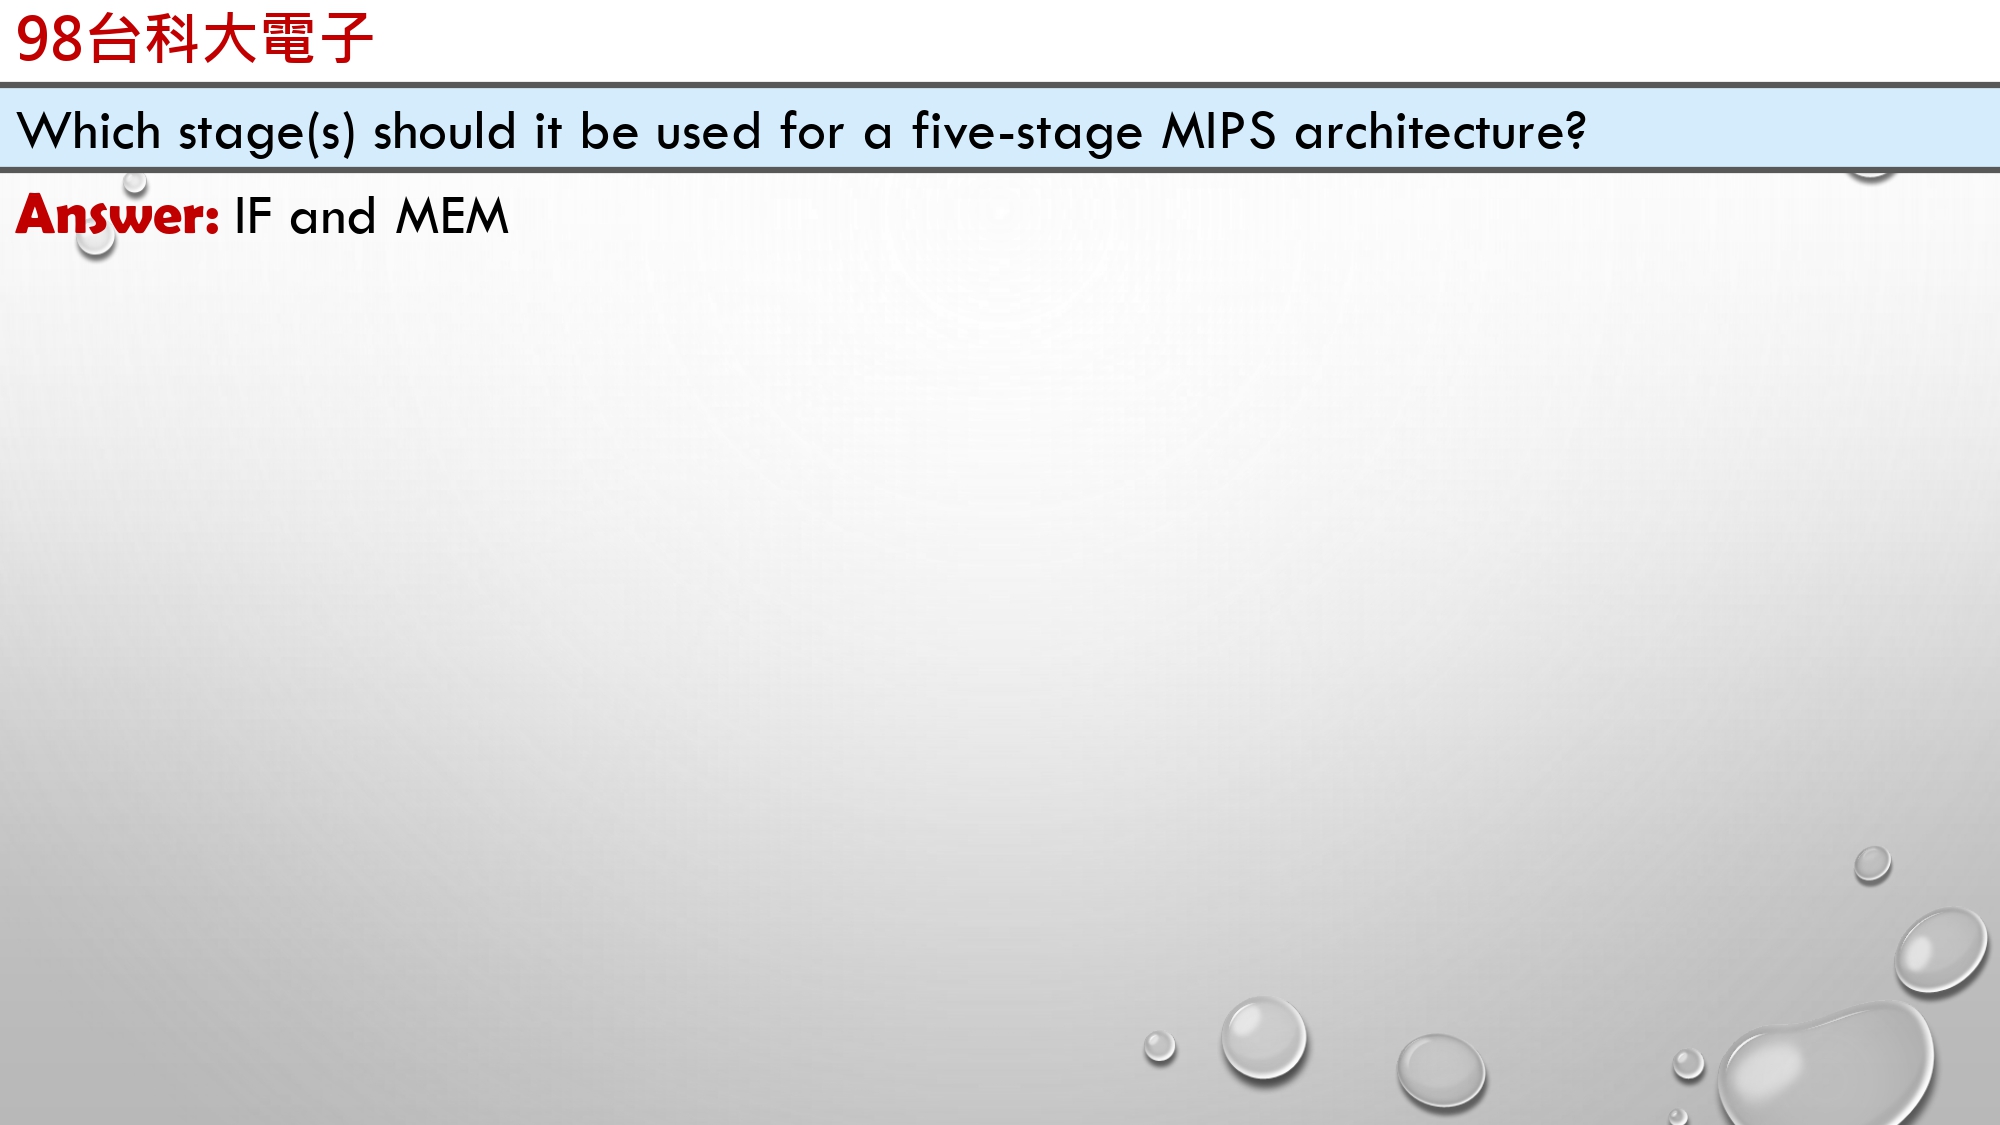 98台科大電子
Which stage(s) should it be used for a five-stage MIPS architecture?
Answer: IF and MEM